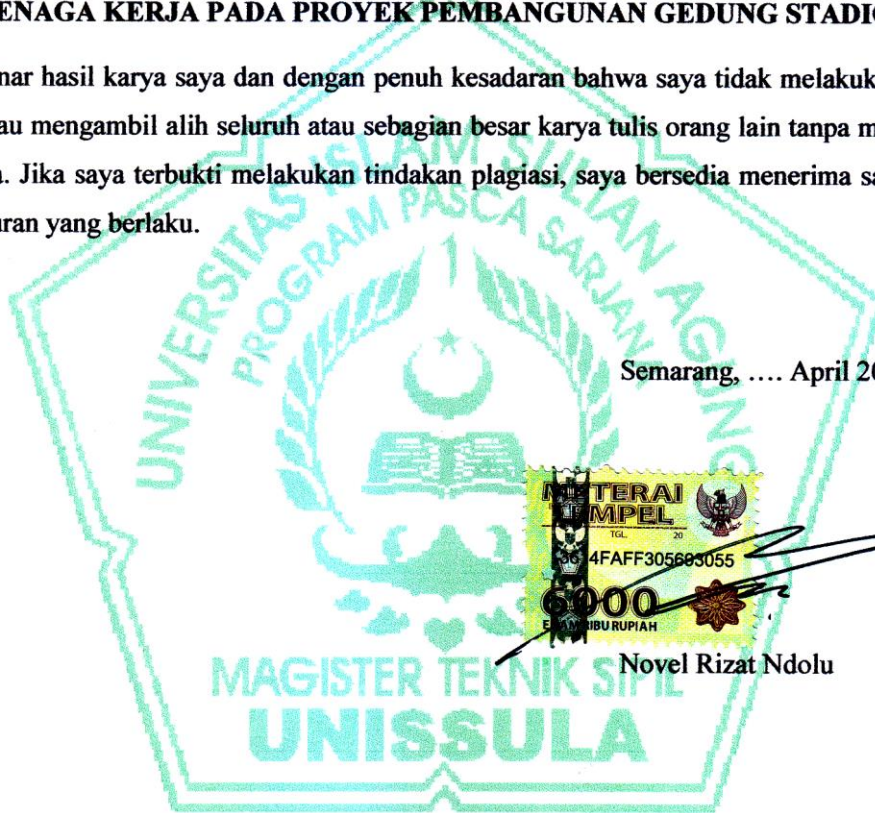 ENAGA KERJA PADA PROYEK PEMBANGUNAN GEDUNG STADIO
nar hasil karya saya dan dengan penuh kesadaran bahwa saya tidak melakuk
au mengambil alih seluruh atau sebagian besar karya tulis orang lain tanpa m
a. Jika saya terbukti melakukan tindakan plagiasi, saya bersedia menerima sa
uran yang berlaku.
UNIVERSITAS ISLAM SULTAN AGUNG
PROGRAM PASCA SARJANA
Semarang, .... April 20
METERAI
TEMPEL
TGL. 20
4FAFF305693055
6000
ENAM RIBU RUPIAH
Novel Rizat Ndolu
MAGISTER TEKNIK SIPIL
UNISSULA